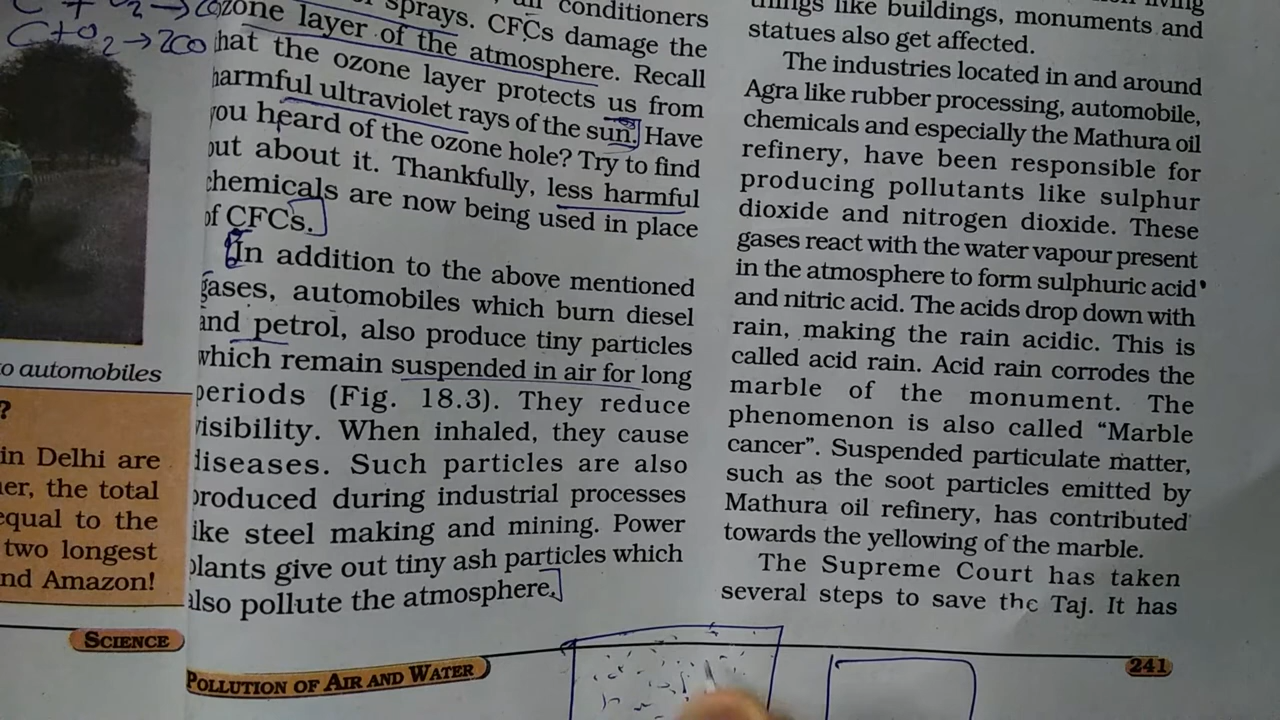 C + O₂ → CO
C+O₂→2CO
o automobiles
?
in Delhi are
er, the total
equal to the
two longest
nd Amazon!
SCIENCE
sprays. conditioners
ozone layer of the atmosphere. CFCs damage the
that the ozone layer protects us from Recall
harmful ultraviolet rays of the sun. Have
you heard of the ozone hole? Try to find
out about it. Thankfully, less harmful
chemicals are now being used in place
of CFCs.
In addition to the above mentioned
gases, automobiles which burn diesel
and petrol, also produce tiny particles
which remain suspended in air for long
periods (Fig. 18.3). They reduce
visibility. When inhaled, they cause
diseases. Such particles are also
produced during industrial processes
like steel making and mining. Power
plants give out tiny ash particles which
also pollute the atmosphere.
POLLUTION OF AIR AND WATER
things like buildings, monuments and
statues also get affected.
The industries located in and around
Agra like rubber processing, automobile,
chemicals and especially the Mathura oil
refinery, have been responsible for
producing pollutants like sulphur
dioxide and nitrogen dioxide. These
gases react with the water vapour present
in the atmosphere to form sulphuric acid
and nitric acid. The acids drop down with
rain, making the rain acidic. This is
called acid rain. Acid rain corrodes the
marble of the monument. The
phenomenon is also called “Marble
cancer”. Suspended particulate matter,
such as the soot particles emitted by
Mathura oil refinery, has contributed
towards the yellowing of the marble.
The Supreme Court has taken
several steps to save the Taj. It has
241